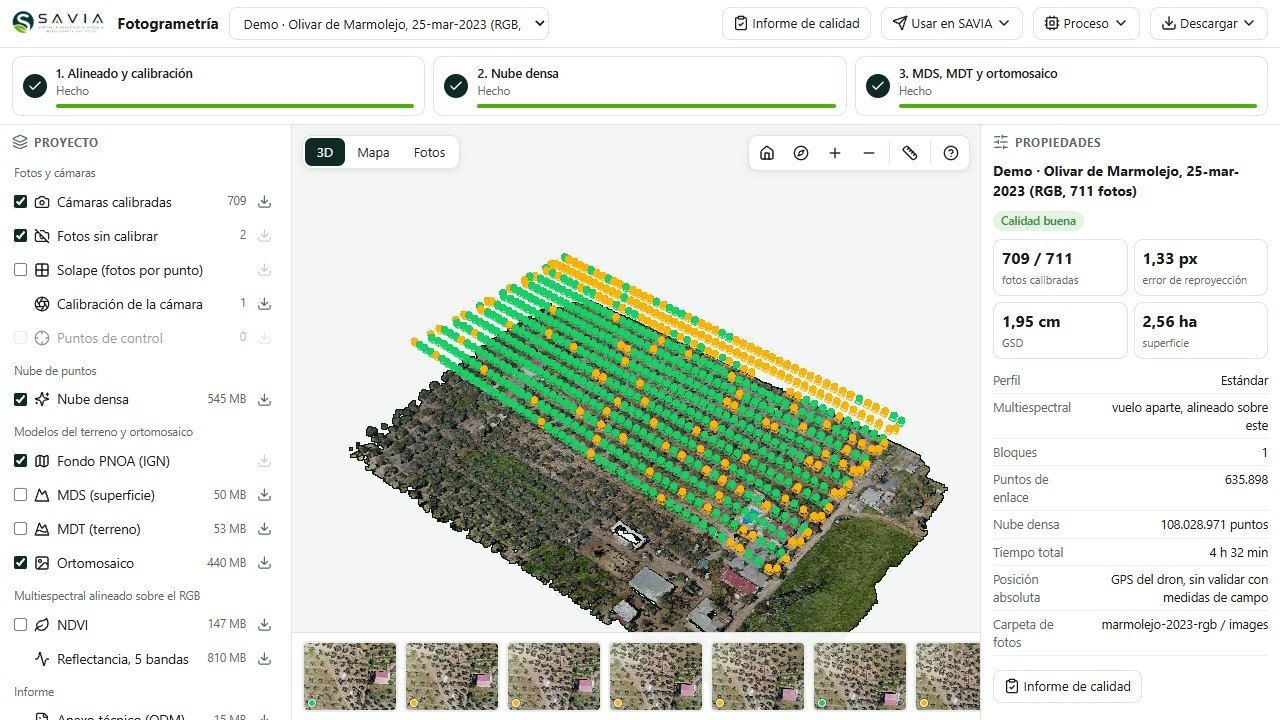 SAVIA
Fotogrametría
Demo · Olivar de Marmolejo, 25-mar-2023 (RGB,
Informe de calidad
Usar en SAVIA
Proceso
Descargar
1. Alineado y calibración
Hecho
2. Nube densa
Hecho
3. MDS, MDT y ortomosaico
Hecho
PROYECTO
Fotos y cámaras
Cámaras calibradas 709
Fotos sin calibrar 2
Solape (fotos por punto)
Calibración de la cámara 1
Puntos de control 0
Nube de puntos
Nube densa 545 MB
Modelos del terreno y ortomosaico
Fondo PNOA (IGN)
MDS (superficie) 50 MB
MDT (terreno) 53 MB
Ortomosaico 440 MB
Multiespectral alineado sobre el RGB
NDVI 147 MB
Reflectancia, 5 bandas 810 MB
Informe
Anexo técnico (ODM) 15 MB
3D
Mapa
Fotos
PROPIEDADES
Demo · Olivar de Marmolejo, 25-mar-
2023 (RGB, 711 fotos)
Calidad buena
709 / 711
fotos calibradas
1,33 px
error de reproyección
1,95 cm
GSD
2,56 ha
superficie
Perfil Estándar
Multiespectral vuelo aparte, alineado sobre
este
Bloques 1
Puntos de 635.898
enlace
Nube densa 108.028.971 puntos
Tiempo total 4 h 32 min
Posición GPS del dron, sin validar con
absoluta medidas de campo
Carpeta de marmolejo-2023-rgb / images
fotos
Informe de calidad